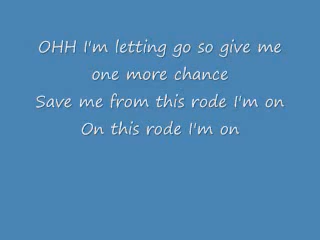 OHH I'm letting go so give me
one more chance
Save me from this rode I'm on
On this rode I'm on